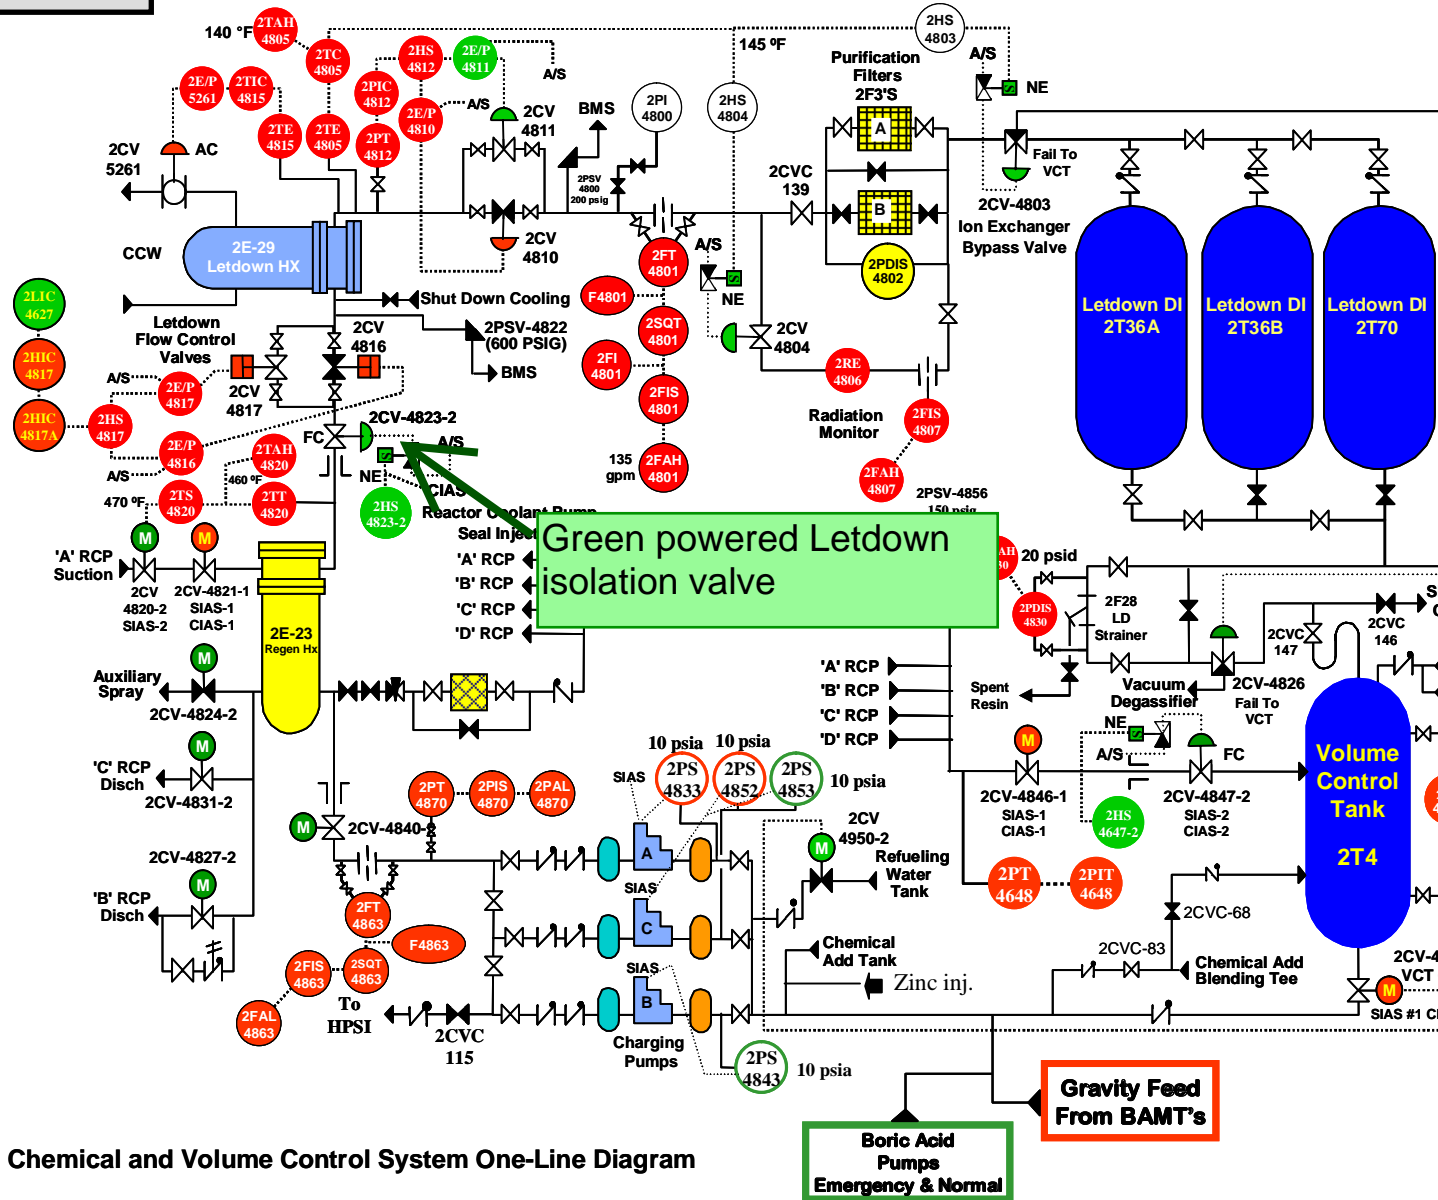 140 °F
2TAH
4805
2TC
4805
2HS
4812
2E/P
4811
A/S
145 °F
2HS
4803
A/S
NE
2E/P
5261
2TIC
4815
2PIC
4812
2E/P
4810
A/S
2CV
4811
BMS
2PI
4800
2HS
4804
Purification
Filters
2F3'S
A
B
2TE
4815
2TE
4805
2PT
4812
2CV
5261
AC
2PSV
4800
200 psig
2CVC
139
Fail To
VCT
2CV-4803
Ion Exchanger
Bypass Valve
CCW
2E-29
Letdown HX
2CV
4810
2FT
4801
A/S
NE
2PDIS
4802
2LIC
4627
Shut Down Cooling
F4801
2SQT
4801
2CV
4804
Letdown DI
2T36A
Letdown DI
2T36B
Letdown DI
2T70
Letdown
Flow Control
Valves
2CV
4816
2PSV-4822
(600 PSIG)
BMS
2HIC
4817
A/S
2E/P
4817
2CV
4817
2FI
4801
2FIS
4801
2RE
4806
Radiation
Monitor
2FIS
4807
2HIC
4817A
2HS
4817
2CV-4823-2
FC
A/S
2E/P
4816
A/S
2TAH
4820
460 °F
NE
CIAS
135
gpm
2FAH
4801
2FAH
4807
470 °F
2TS
4820
2TT
4820
2HS
4823-2
Reactor Coolant Pump
Seal Inject
2PSV-4856
150 psig
Green powered Letdown
isolation valve
M
M
'A' RCP
Suction
2CV
4820-2
SIAS-2
2CV-4821-1
SIAS-1
CIAS-1
'A' RCP
'B' RCP
'C' RCP
'D' RCP
20 psid
2PDIS
4830
2F28
LD
Strainer
2CVC
147
2CVC
146
2E-23
Regen Hx
M
Auxiliary
Spray
2CV-4824-2
'A' RCP
'B' RCP
'C' RCP
'D' RCP
Spent
Resin
Vacuum
Degassifier
2CV-4826
Fail To
VCT
M
'C' RCP
Disch
2CV-4831-2
10 psia
10 psia
2PS
4833
2PS
4852
2PS
4853
10 psia
SIAS
M
NE
A/S
FC
2CV-4846-1
SIAS-1
CIAS-1
2CV-4847-2
SIAS-2
CIAS-2
2HS
4647-2
Volume
Control
Tank
2T4
2PT
4870
2PIS
4870
2PAL
4870
M
2CV-4840-
2CV
4950-2
M
Refueling
Water
Tank
2CV-4827-2
M
'B' RCP
Disch
A
SIAS
C
SIAS
B
2PT
4648
2PIT
4648
2CVC-68
2CVC-83
2FT
4863
F4863
2FIS
4863
2SQT
4863
2FAL
4863
To
HPSI
2CVC
115
Chemical
Add Tank
Zinc inj.
Chemical Add
Blending Tee
2CV-4
VCT
M
SIAS #1 CI
Charging
Pumps
2PS
4843
10 psia
Gravity Feed
From BAMT's
Boric Acid
Pumps
Emergency & Normal
Chemical and Volume Control System One-Line Diagram